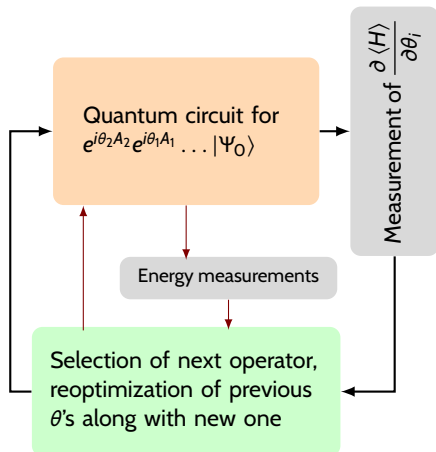 Quantum circuit for
e^{iθ₂A₂}e^{iθ₁A₁} . . . |Ψ₀⟩
Measurement of ∂⟨H⟩/∂θᵢ
Energy measurements
Selection of next operator,
reoptimization of previous
θ's along with new one